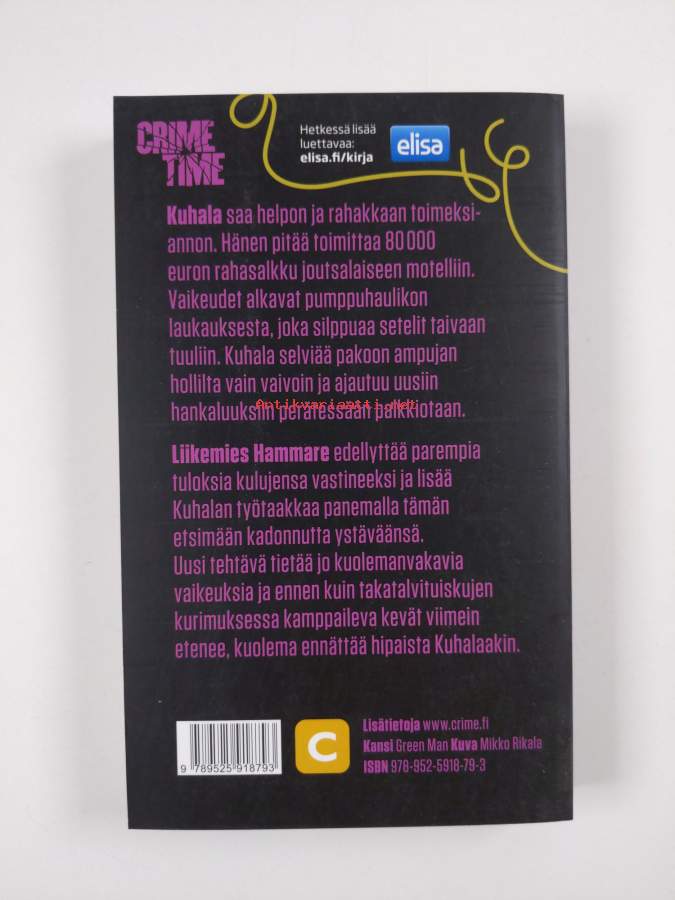 CRIME
TIME
Hetkessä lisää
luettavaa:
elisa.fi/kirja
elisa
Kuhala saa helpon ja rahakkaan toimeksi-
annon. Hänen pitää toimittaa 80 000
euron rahasalkku joutsalaiseen motelliin.
Vaikeudet alkavat pumppuhaulikon
laukauksesta, joka silppuaa setelit taivaan
tuuliin. Kuhala selviää pakoon ampujan
hollilta vain vaivoin ja ajautuu uusiin
Antikvariantti.net
hankaluuksiin perätessään palkkiotaan.
Liikemies Hammare edellyttää parempia
tuloksia kulujensa vastineeksi ja lisää
Kuhalan työtaakkaa panemalla tämän
etsimään kadonnutta ystäväänsä.
Uusi tehtävä tietää jo kuolemanvakavia
vaikeuksia ja ennen kuin takatalvituiskujen
kurimuksessa kamppaileva kevät viimein
etenee, kuolema ennättää hipaista Kuhalaakin.
9 789525 918793
C
Lisätietoja www.crime.fi
Kansi Green Man Kuva Mikko Rikala
ISBN 978-952-5918-79-3